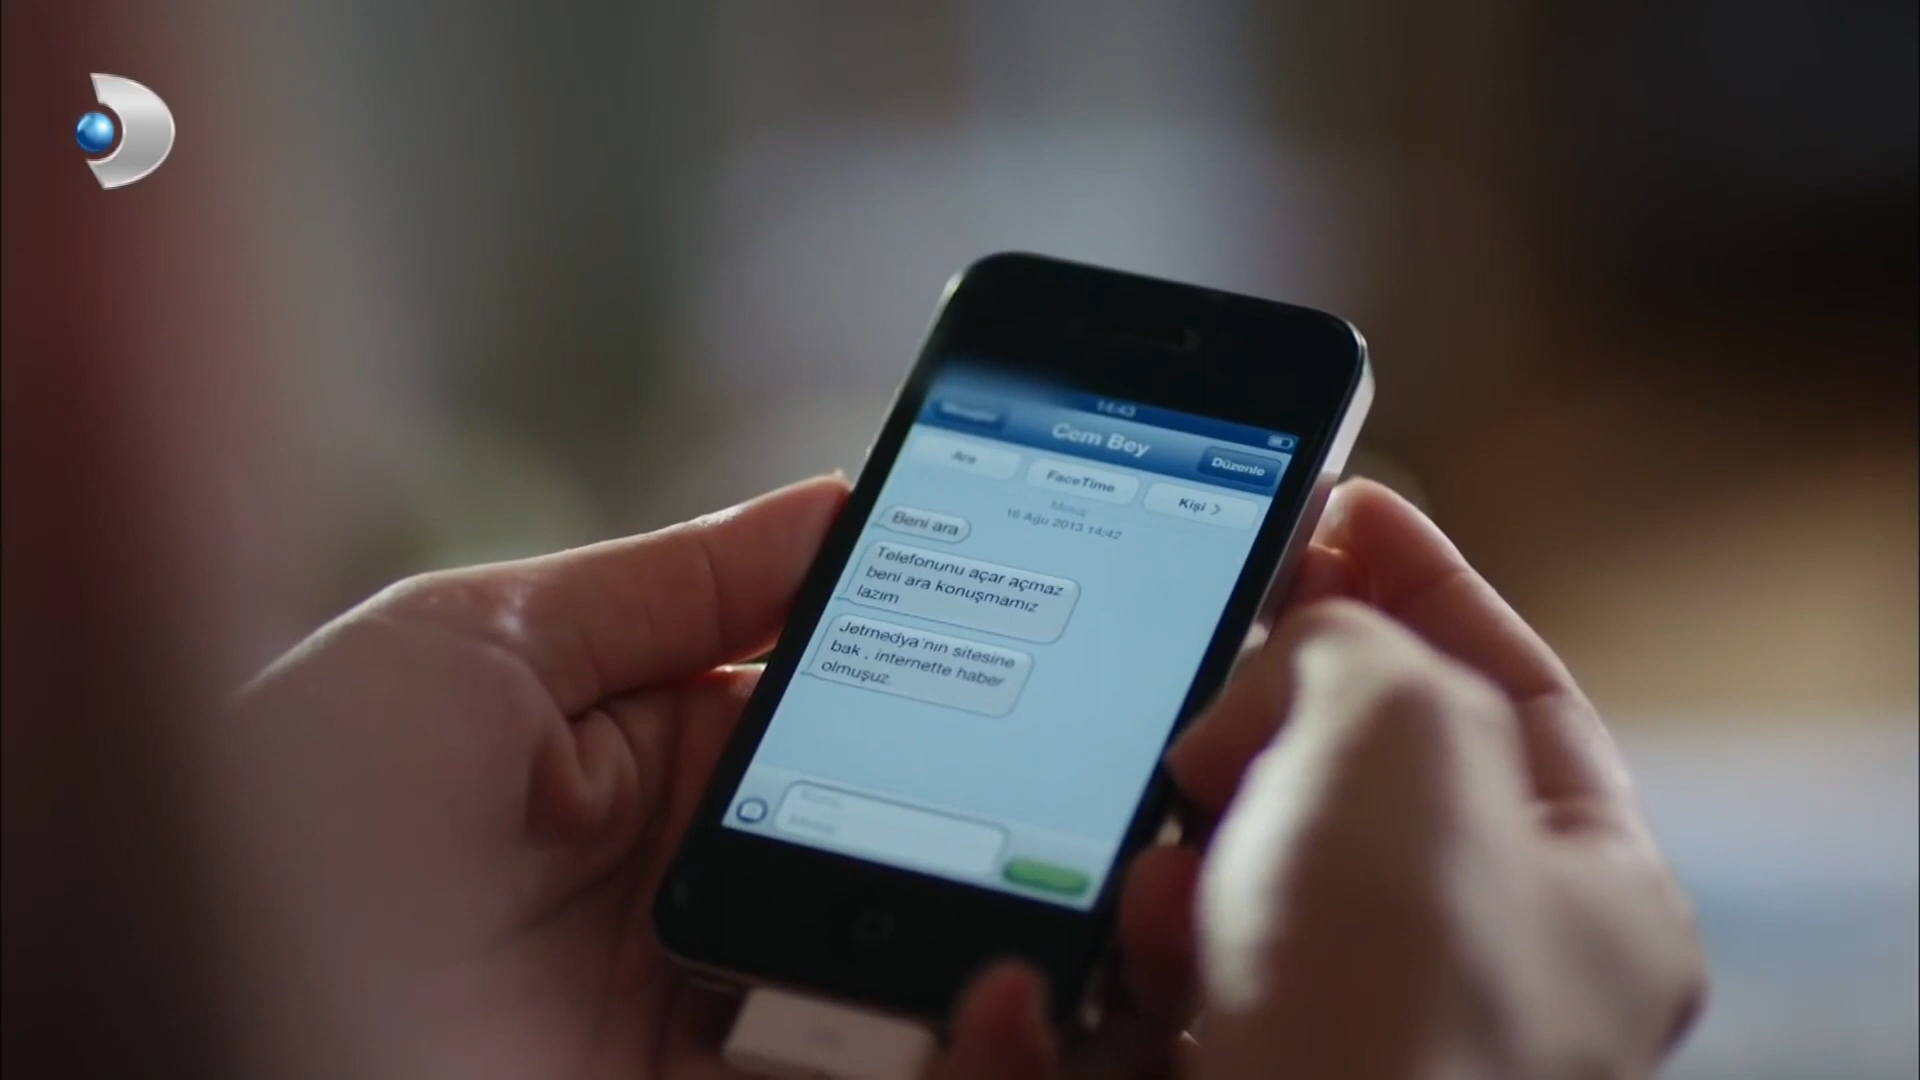 14:43
Cem Bey
Düzenle
Ara
FaceTime
Kişi
16 Ağu 2013 14:42
Beni ara
Telefonunu açar açmaz
beni ara konuşmamız
lazım
Jetmedya'nın sitesine
bak , internette haber
olmuşuz.